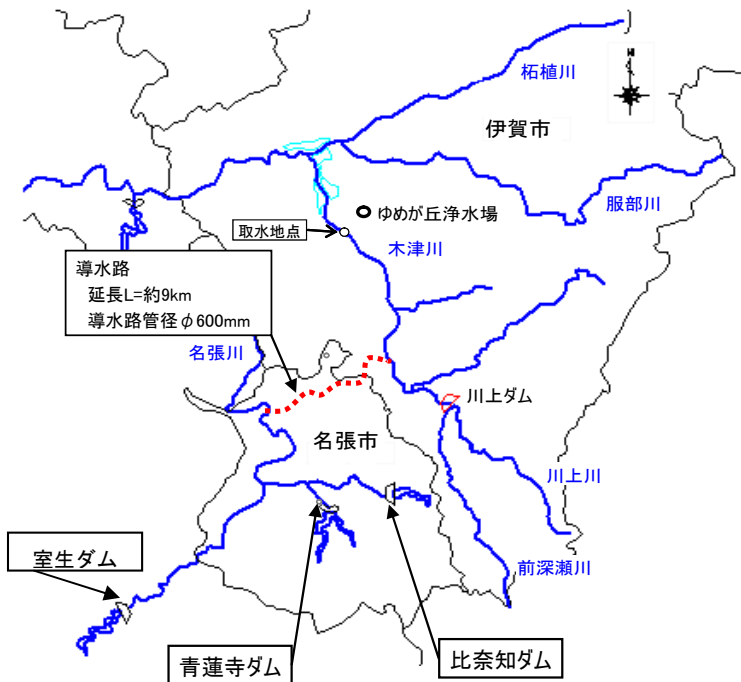 柘植川
N
伊賀市
服部川
ゆめが丘浄水場
取水地点
木津川
導水路
延長L=約9km
導水路管径φ600mm
名張川
川上ダム
名張市
川上川
室生ダム
前深瀬川
青蓮寺ダム
比奈知ダム